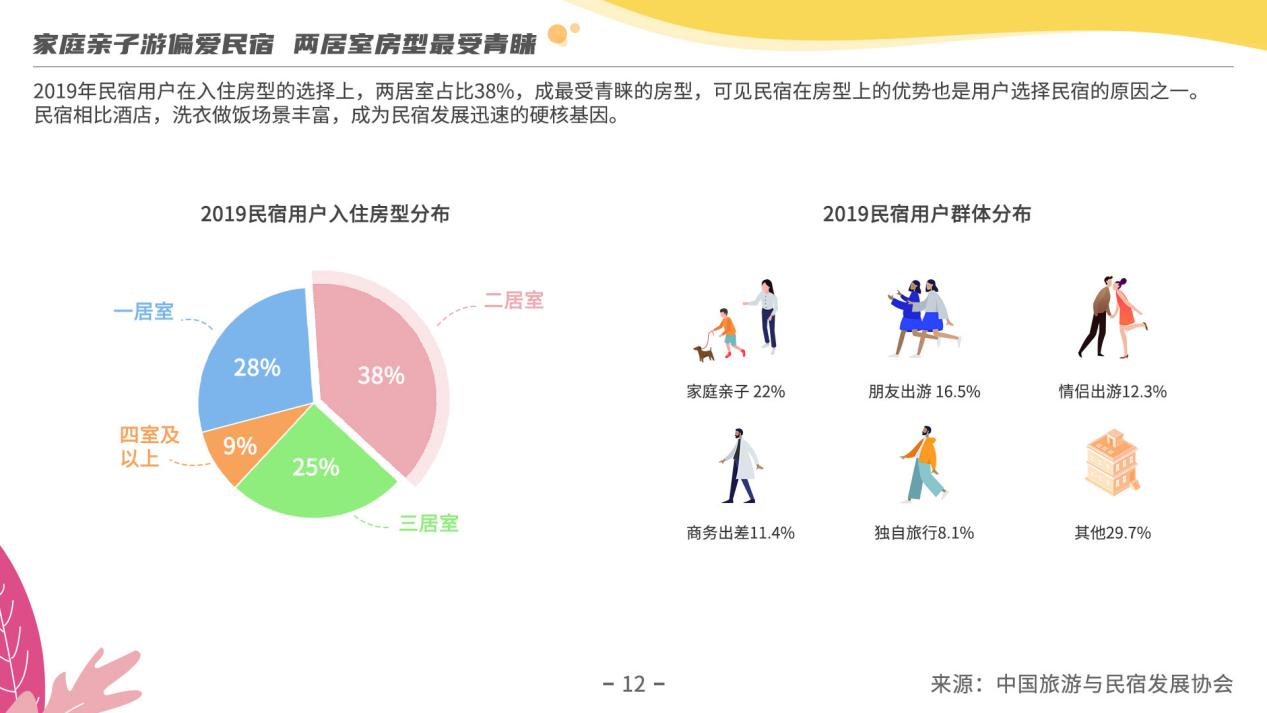 家庭亲子游偏爱民宿 两居室房型最受青睐
2019年民宿用户在入住房型的选择上，两居室占比38%，成最受青睐的房型，可见民宿在房型上的优势也是用户选择民宿的原因之一。
民宿相比酒店，洗衣做饭场景丰富，成为民宿发展迅速的硬核基因。
2019民宿用户入住房型分布
一居室
二居室
28%
38%
四室及
以上
9%
25%
三居室
2019民宿用户群体分布
家庭亲子 22%
朋友出游 16.5%
情侣出游12.3%
商务出差11.4%
独自旅行8.1%
其他29.7%
– 12 –
来源：中国旅游与民宿发展协会